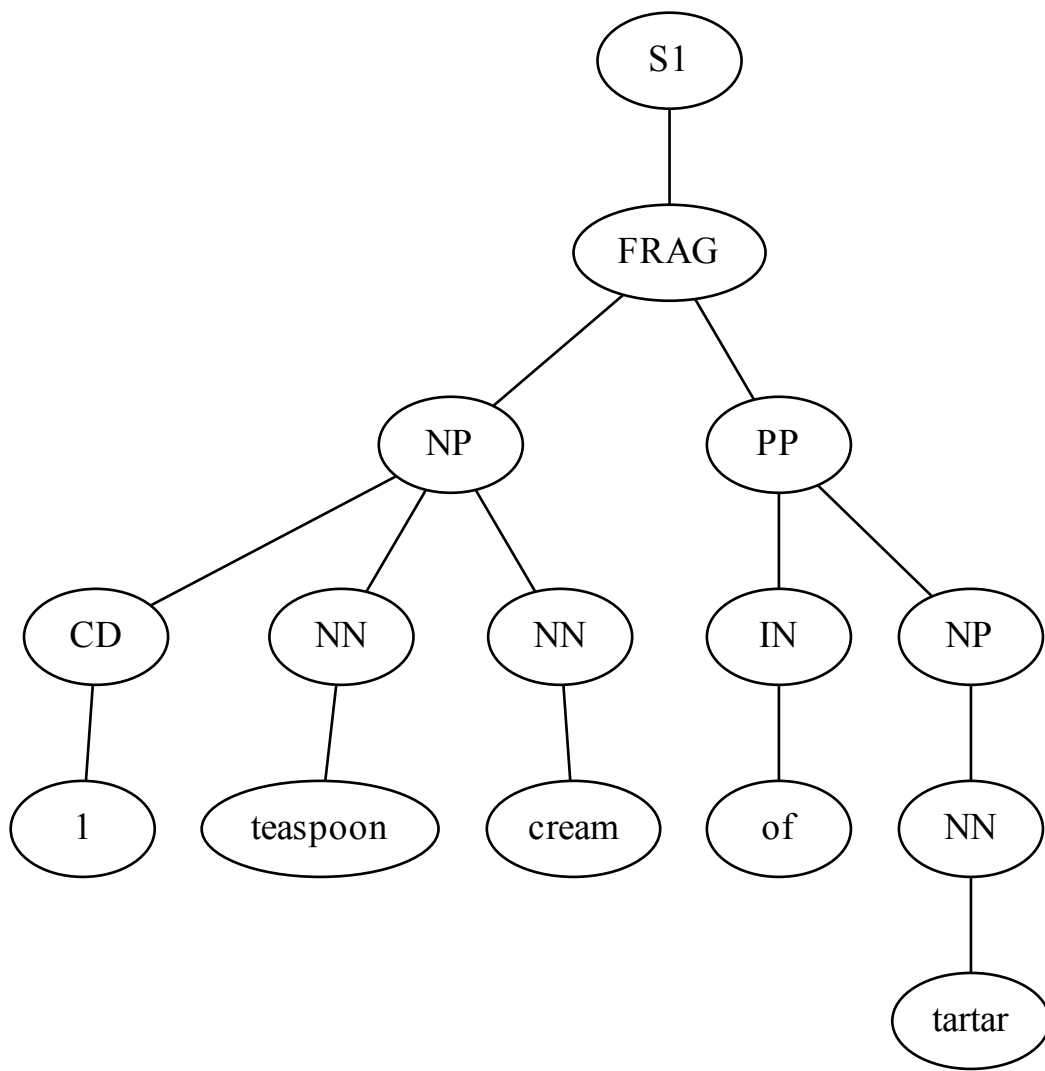 S1
FRAG
NP PP
CD NN NN IN NP
1 teaspoon cream of NN
tartar